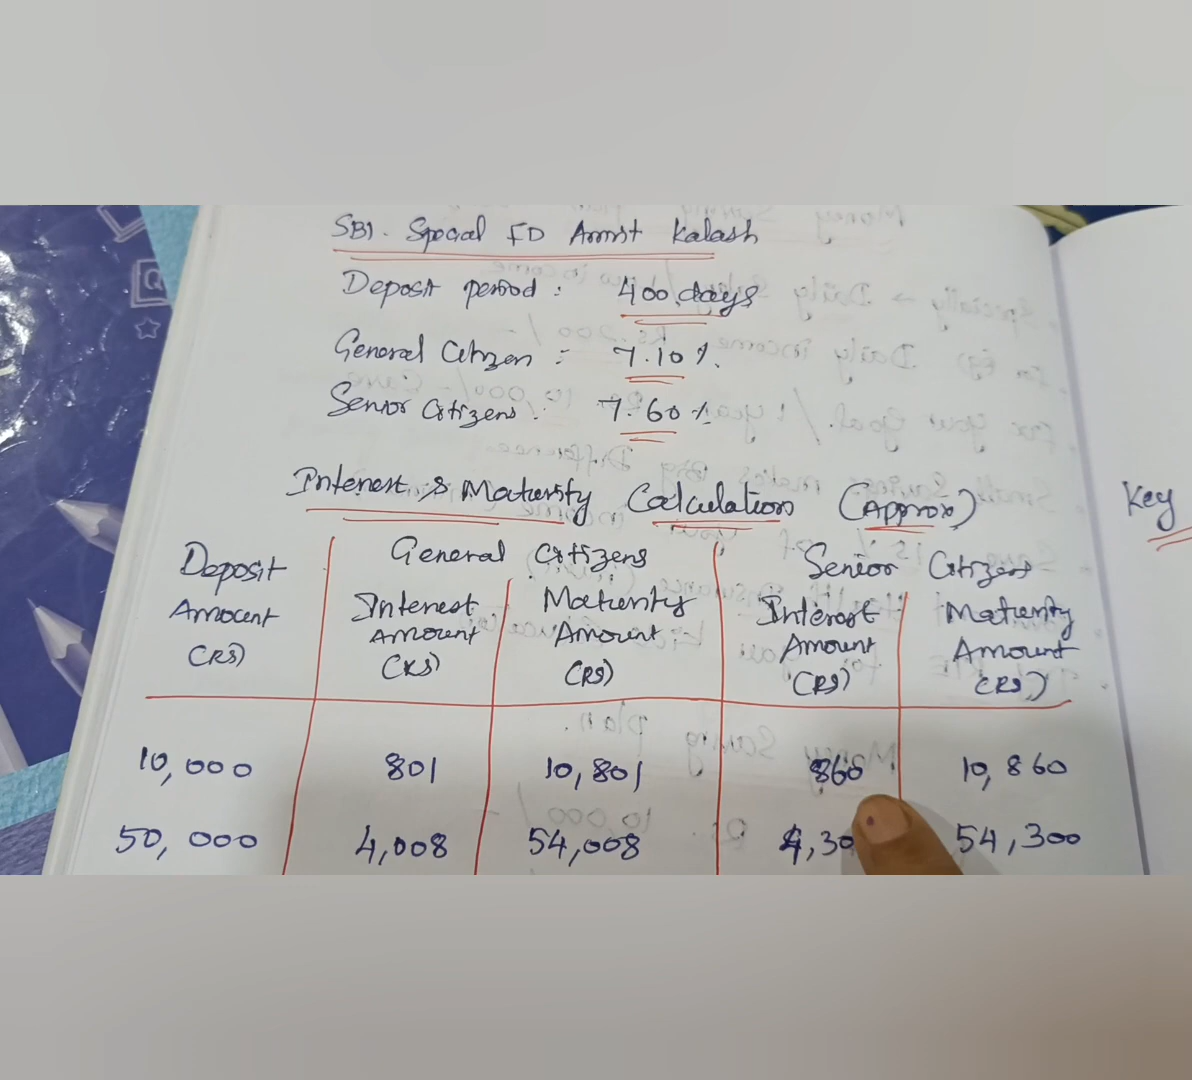 SBI. Special FD Amrit Kalash
Deposit period : 400 days
General Citizen : 7.10 %.
Senior Citizens : 7.60 %
Interest & Maturity Calculation (Approx)
Deposit Amount (RS) General Citizens Senior Citizens
Interest Amount (RS) Maturity Amount (RS) Interest Amount (RS) Maturity Amount (RS)
10,000 801 10,801 860 10,860
50,000 4,008 54,008 4,30 54,300
Key